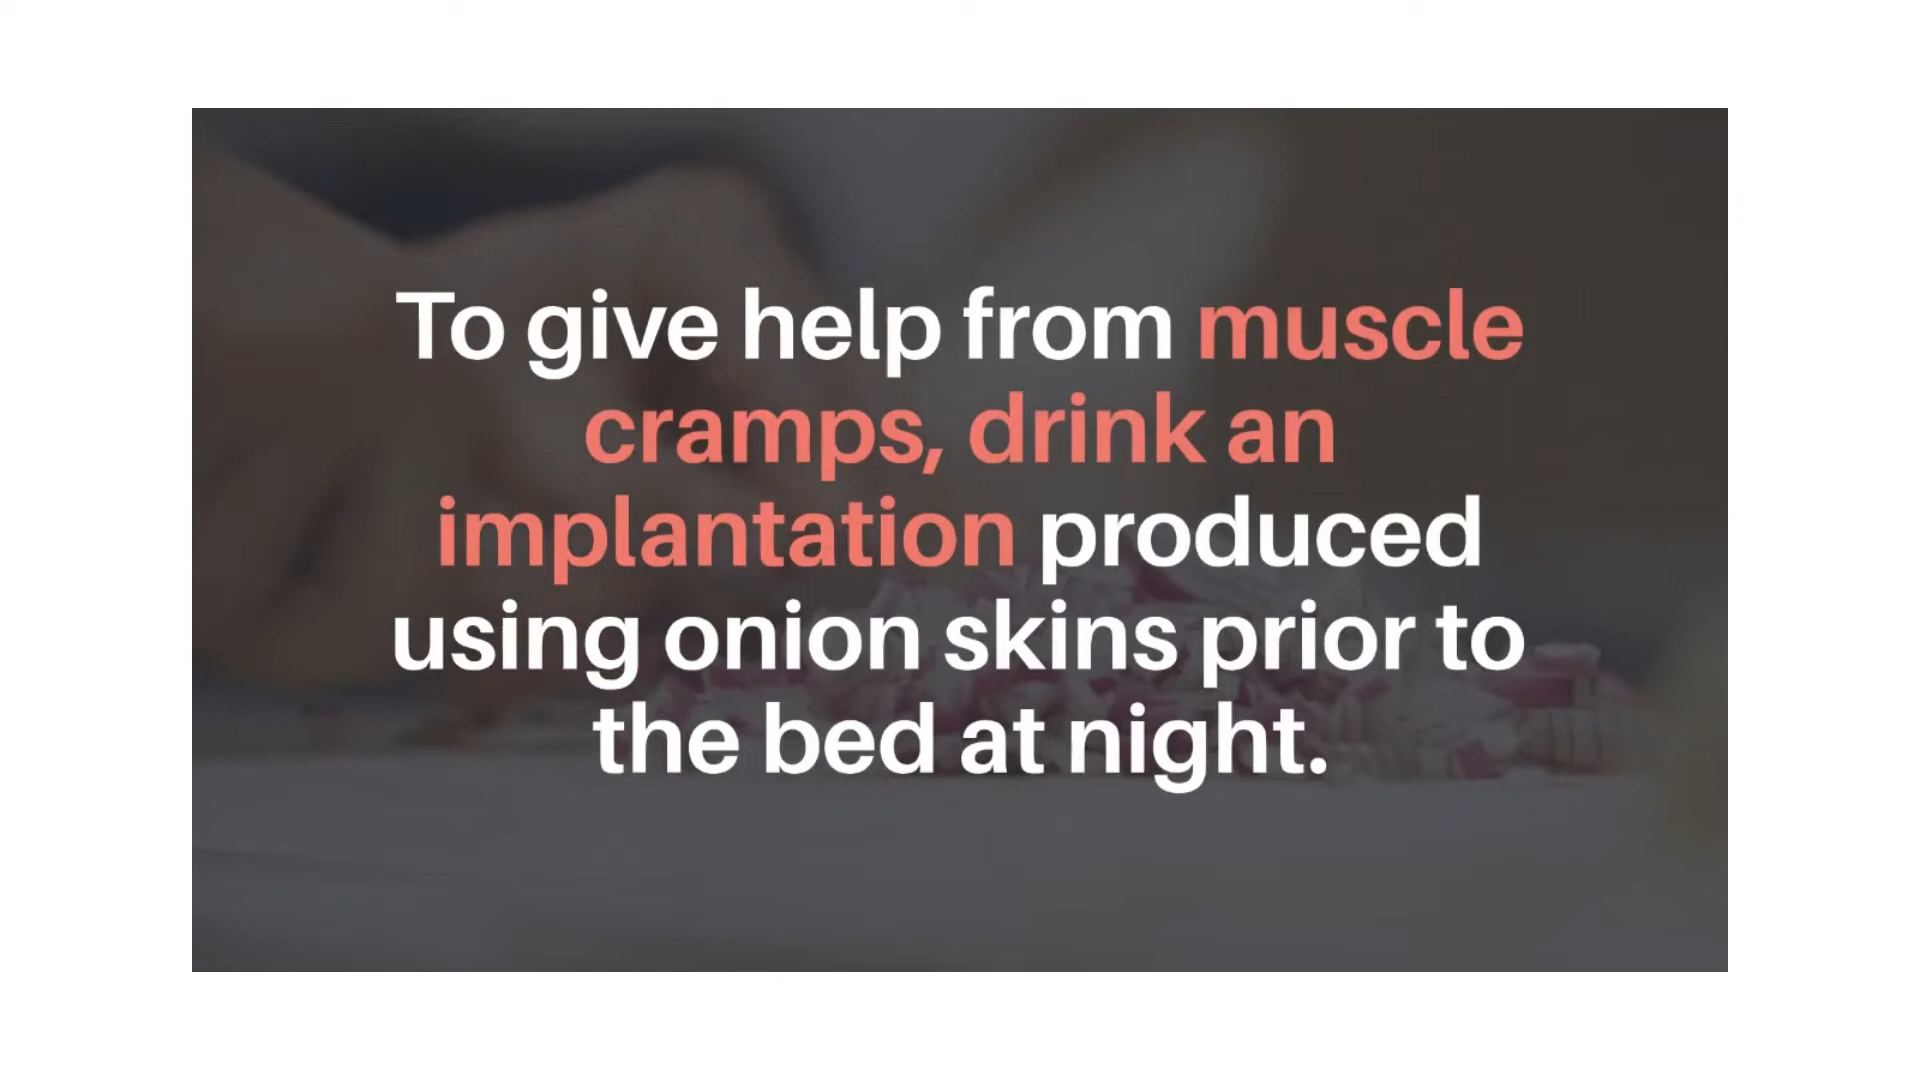 To give help from muscle
cramps, drink an
implantation produced
using onion skins prior to
the bed at night.